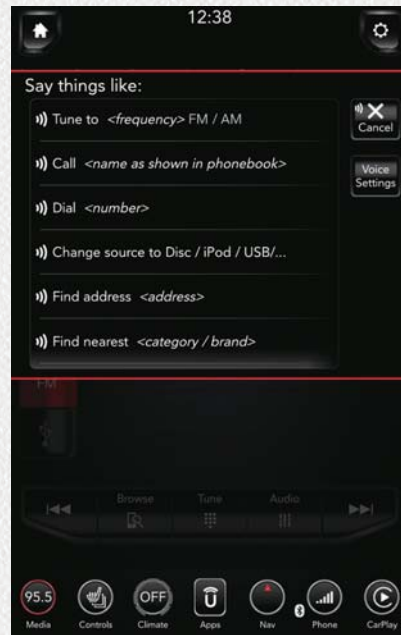 12:38
Say things like:
Tune to <frequency> FM / AM
Cancel
Call <name as shown in phonebook>
Voice
Settings
Dial <number>
Change source to Disc / iPod / USB/...
Find address <address>
Find nearest <category / brand>
FM
Browse Tune Audio
95.5 OFF
Media Controls Climate Apps Nav Phone CarPlay